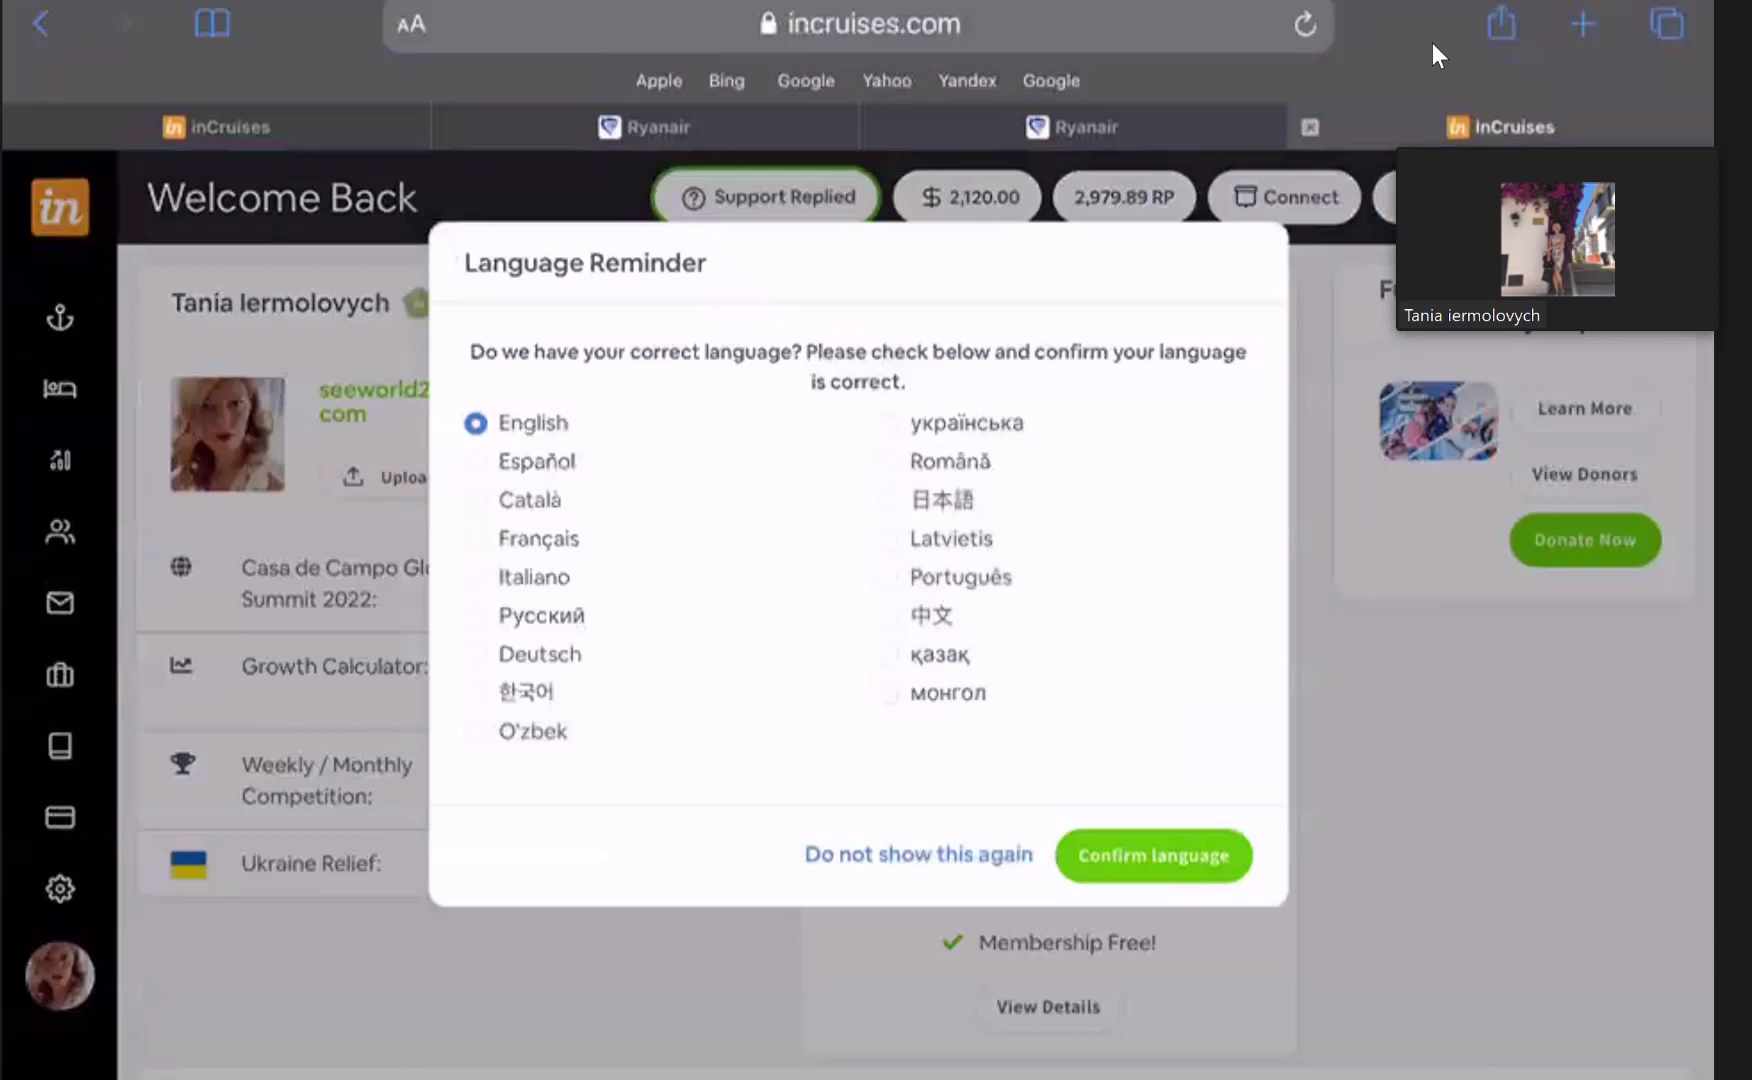 AA
incruises.com
Apple Bing Google Yahoo Yandex Google
in inCruises
Ryanair
Ryanair
in InCruises
in
Welcome Back
Support Replied
$ 2,120.00
2,979.89 RP
Connect
Tania iermolovych
Tania Iermolovych
seeworld2
com
Uploa
Casa de Campo Glo
Summit 2022:
Growth Calculator:
Weekly / Monthly
Competition:
Ukraine Relief:
Language Reminder
Do we have your correct language? Please check below and confirm your language
is correct.
English
Español
Català
Français
Italiano
Русский
Deutsch
한국어
O'zbek
українська
Română
日本語
Latvietis
Português
中文
қазақ
монгол
Do not show this again
Confirm language
Membership Free!
View Details
Learn More
View Donors
Donate Now